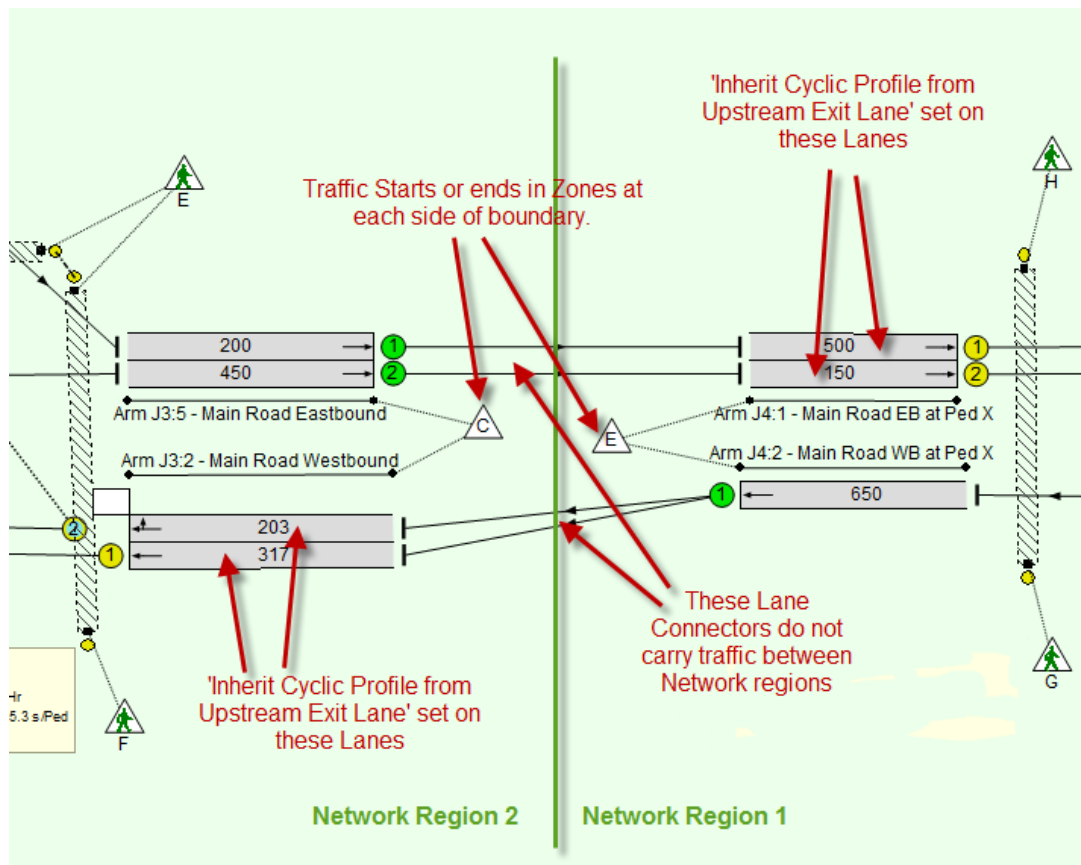 'Inherit Cyclic Profile from
Upstream Exit Lane' set on
these Lanes
H
E
Traffic Starts or ends in Zones at
each side of boundary.
200
1
500
1
450
2
150
2
Arm J3:5 - Main Road Eastbound
C
E
Arm J4:1 - Main Road EB at Ped X
Arm J3:2 - Main Road Westbound
Arm J4:2 - Main Road WB at Ped X
1
650
2
203
1
317
These Lane
Connectors do not
carry traffic between
Network regions
G
'Inherit Cyclic Profile from
Upstream Exit Lane' set on
these Lanes
Hr
5.3 s/Ped
F
Network Region 2
Network Region 1